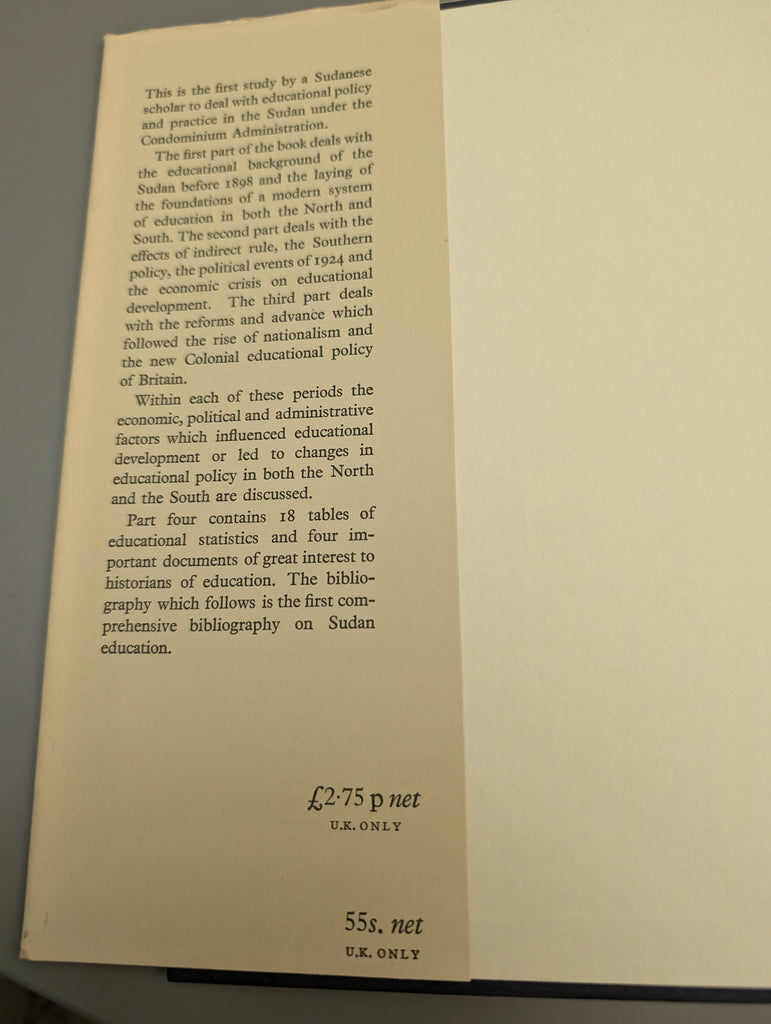 This is the first study by a Sudanese
scholar to deal with educational policy
and practice in the Sudan under the
Condominium Administration.
The first part of the book deals with
the educational background of the
Sudan before 1898 and the laying of
the foundations of a modern system
of education in both the North and
South. The second part deals with the
effects of indirect rule, the Southern
policy, the political events of 1924 and
the economic crisis on educational
development. The third part deals
with the reforms and advance which
followed the rise of nationalism and
the new Colonial educational policy
of Britain.
Within each of these periods the
economic, political and administrative
factors which influenced educational
development or led to changes in
educational policy in both the North
and the South are discussed.
Part four contains 18 tables of
educational statistics and four im-
portant documents of great interest to
historians of education. The biblio-
graphy which follows is the first com-
prehensive bibliography on Sudan
education.
£2·75 p net
U.K. ONLY
55s. net
U.K. ONLY